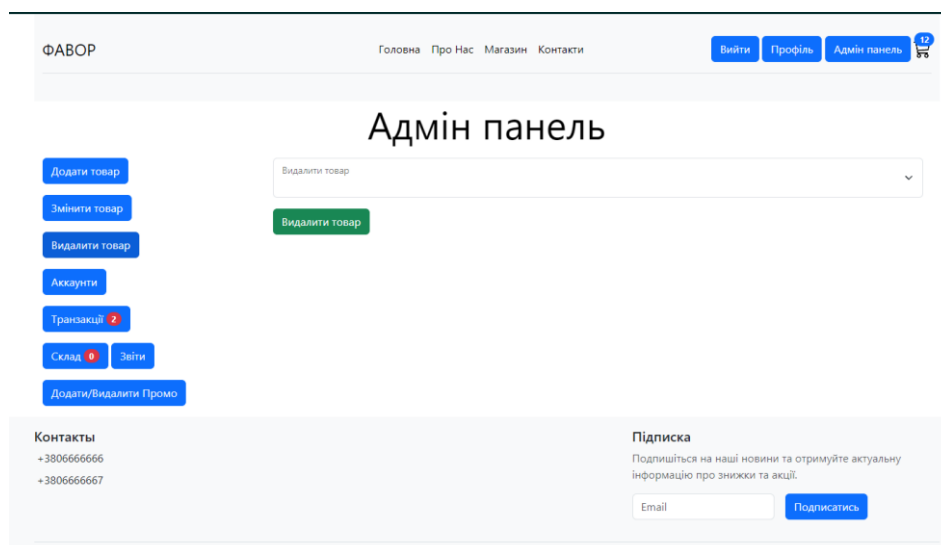 ФАВОР
Головна Про Нас Магазин Контакти
Вийти Профіль Адмін панель 12
Адмін панель
Додати товар
Змінити товар
Видалити товар
Аккаунти
Транзакції 2
Склад 0 Звіти
Додати/Видалити Промо
Видалити товар
Видалити товар
Контакты
+3806666666
+3806666667
Підписка
Подпишіться на наші новини та отримуйте актуальну
інформацію про знижки та акції.
Email Подписатись